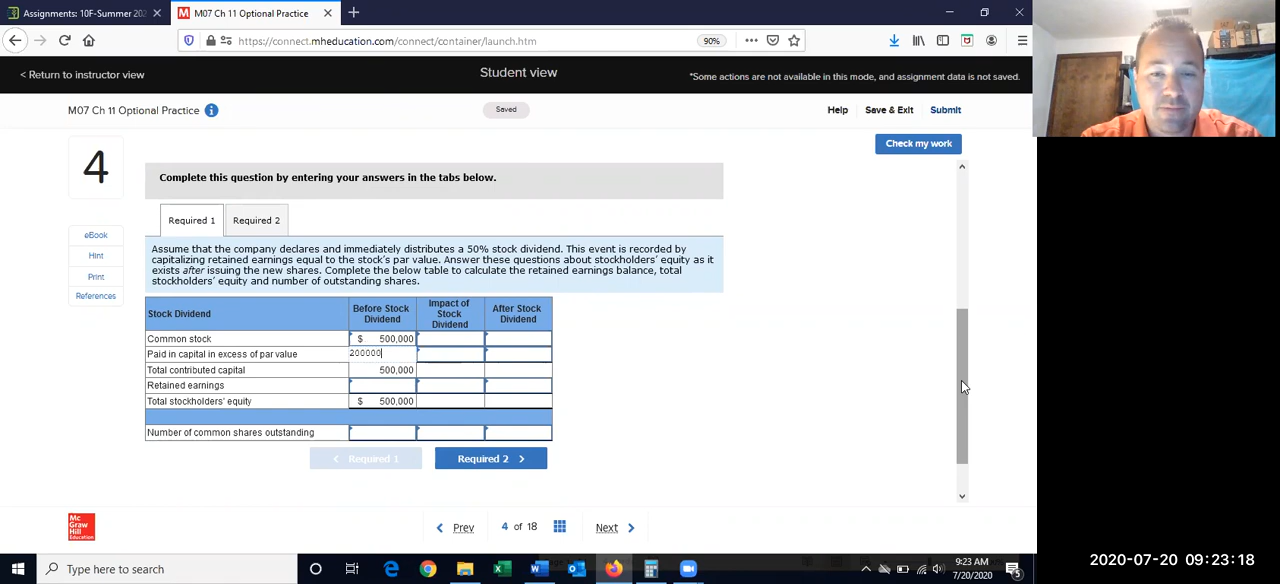 Assignments: 10F-Summer 202
M07 Ch 11 Optional Practice
https://connect.mheducation.com/connect/container/launch.htm
90%
< Return to instructor view
Student view
*Some actions are not available in this mode, and assignment data is not saved.
M07 Ch 11 Optional Practice
Saved
Help
Save & Exit
Submit
Check my work
4
Complete this question by entering your answers in the tabs below.
Required 1
Required 2
eBook
Hint
Print
References
Assume that the company declares and immediately distributes a 50% stock dividend. This event is recorded by
capitalizing retained earnings equal to the stock's par value. Answer these questions about stockholders' equity as it
exists after issuing the new shares. Complete the below table to calculate the retained earnings balance, total
stockholders' equity and number of outstanding shares.
Stock Dividend
Before Stock Dividend
Impact of Stock Dividend
After Stock Dividend
Common stock $ 500,000
Paid in capital in excess of par value 200000
Total contributed capital 500,000
Retained earnings
Total stockholders' equity $ 500,000
Number of common shares outstanding
< Required 1
Required 2 >
Mc Graw Hill Education
< Prev
4 of 18
Next >
Type here to search
9:23 AM
7/20/2020
5
2020-07-20 09:23:18